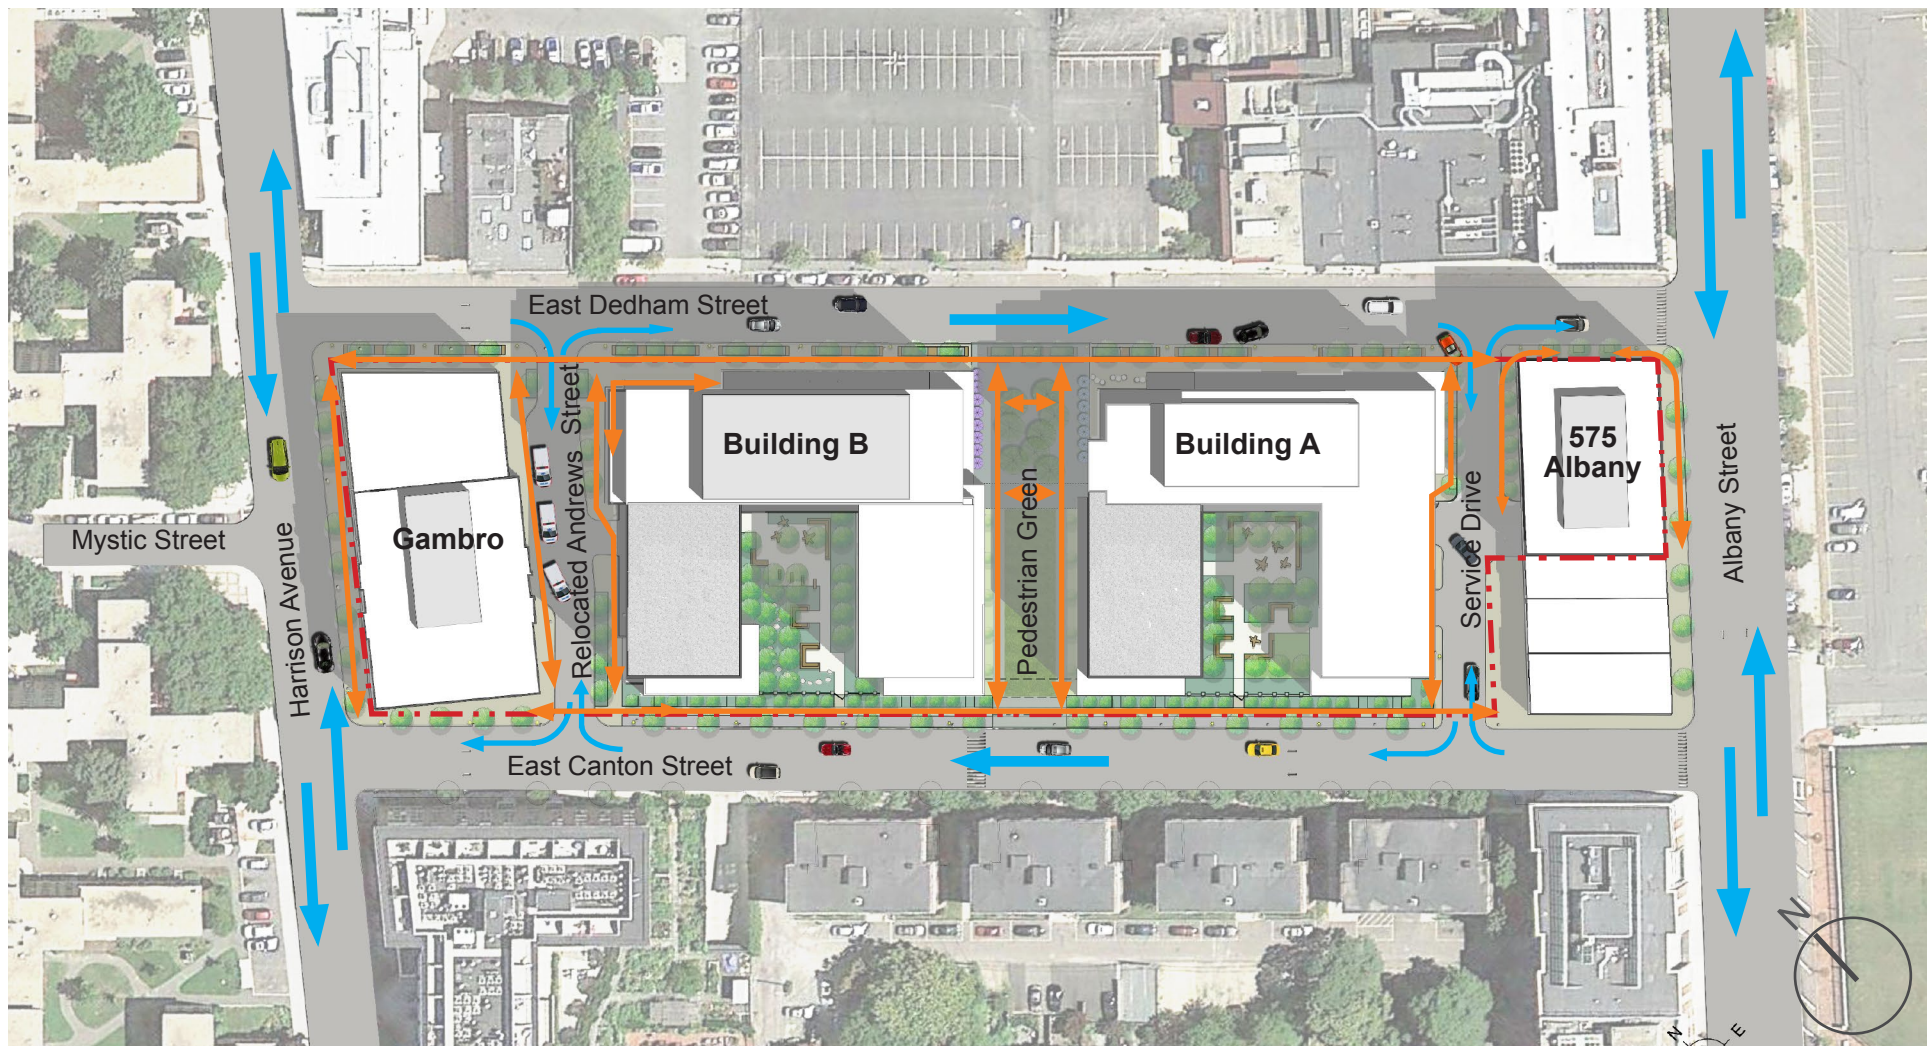 East Dedham Street
Building B
Building A
575
Albany
Gambro
Mystic Street
Harrison Avenue
Relocated Andrews Street
Pedestrian Green
Service Drive
Albany Street
East Canton Street
N
N
E